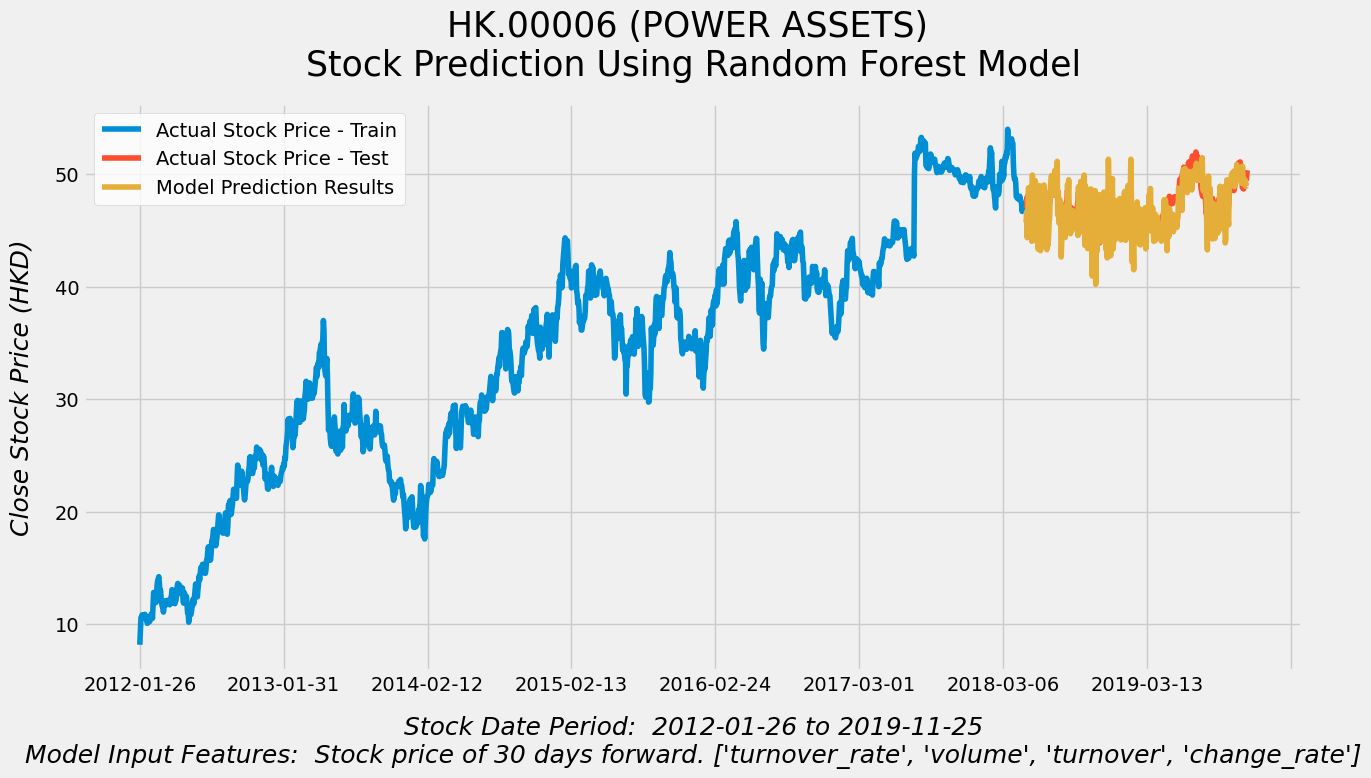 HK.00006 (POWER ASSETS)
Stock Prediction Using Random Forest Model
Actual Stock Price - Train
Actual Stock Price - Test
Model Prediction Results
Close Stock Price (HKD)
50
40
30
20
10
2012-01-26 2013-01-31 2014-02-12 2015-02-13 2016-02-24 2017-03-01 2018-03-06 2019-03-13
Stock Date Period:  2012-01-26 to 2019-11-25
Model Input Features:  Stock price of 30 days forward. ['turnover_rate', 'volume', 'turnover', 'change_rate']